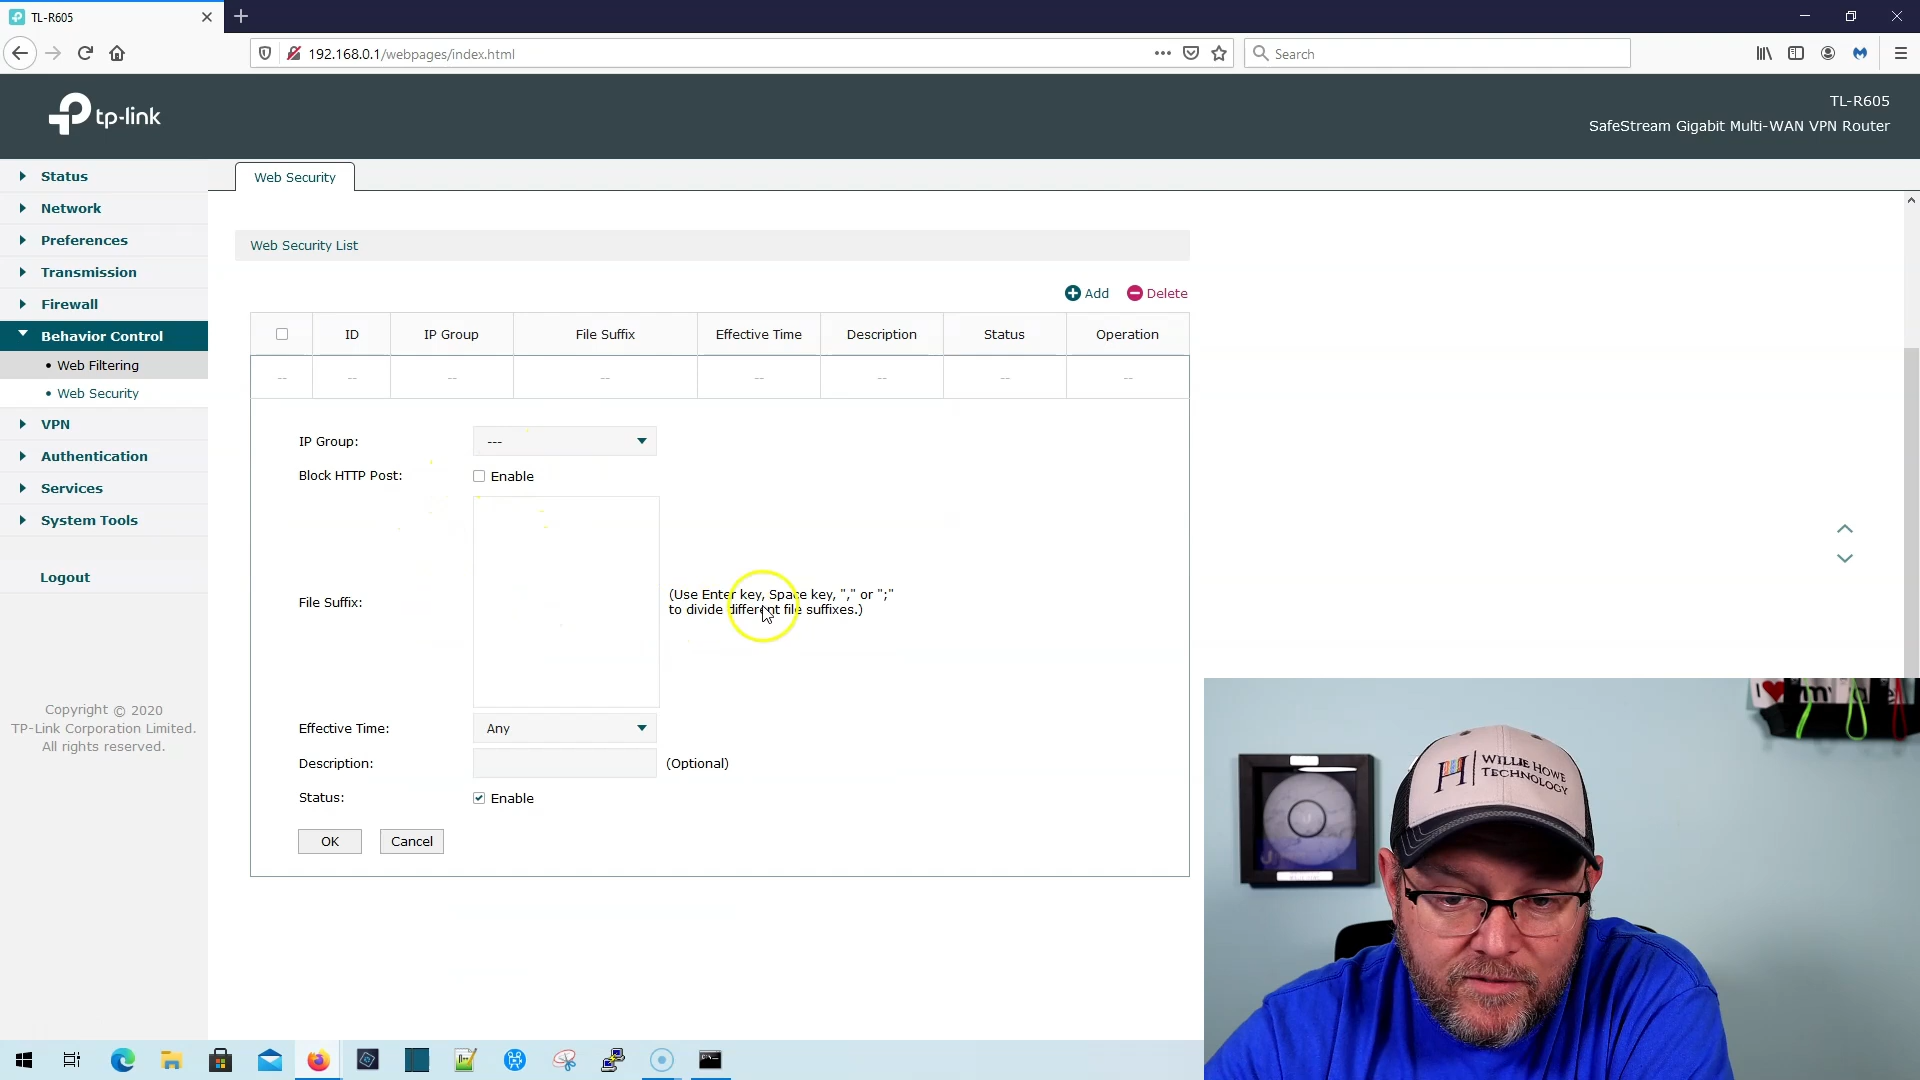 TL-R605
192.168.0.1/webpages/index.html
Search
tp-link
TL-R605
SafeStream Gigabit Multi-WAN VPN Router
Status
Network
Preferences
Transmission
Firewall
Behavior Control
• Web Filtering
• Web Security
VPN
Authentication
Services
System Tools
Logout
Copyright © 2020
TP-Link Corporation Limited.
All rights reserved.
Web Security
Web Security List
Add
Delete
ID
IP Group
File Suffix
Effective Time
Description
Status
Operation
-- -- -- -- -- -- -- --
IP Group:
---
Block HTTP Post:
Enable
File Suffix:
(Use Enter key, Space key, "," or ";"
to divide different file suffixes.)
Effective Time:
Any
Description:
(Optional)
Status:
Enable
OK
Cancel
H WILLIE HOWE
TECHNOLOGY